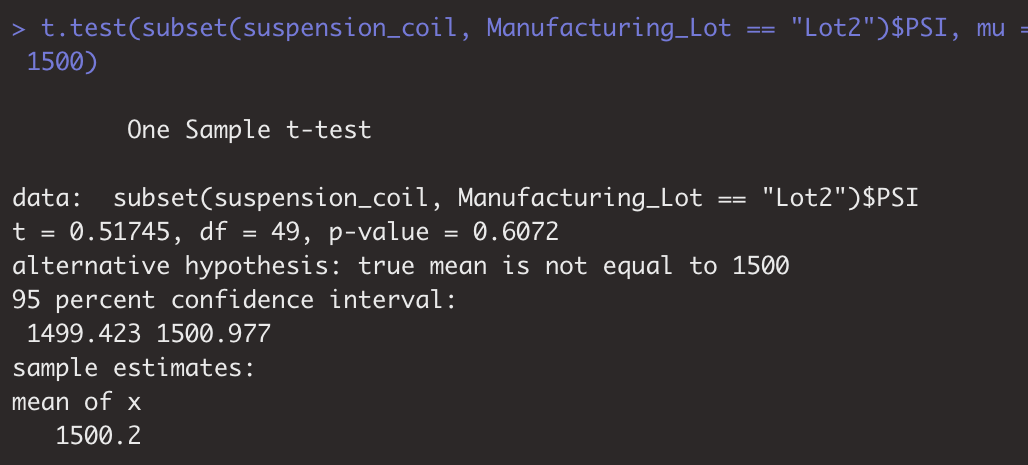 > t.test(subset(suspension_coil, Manufacturing_Lot == "Lot2")$PSI, mu =
1500)
One Sample t-test
data:  subset(suspension_coil, Manufacturing_Lot == "Lot2")$PSI
t = 0.51745, df = 49, p-value = 0.6072
alternative hypothesis: true mean is not equal to 1500
95 percent confidence interval:
1499.423 1500.977
sample estimates:
mean of x
1500.2